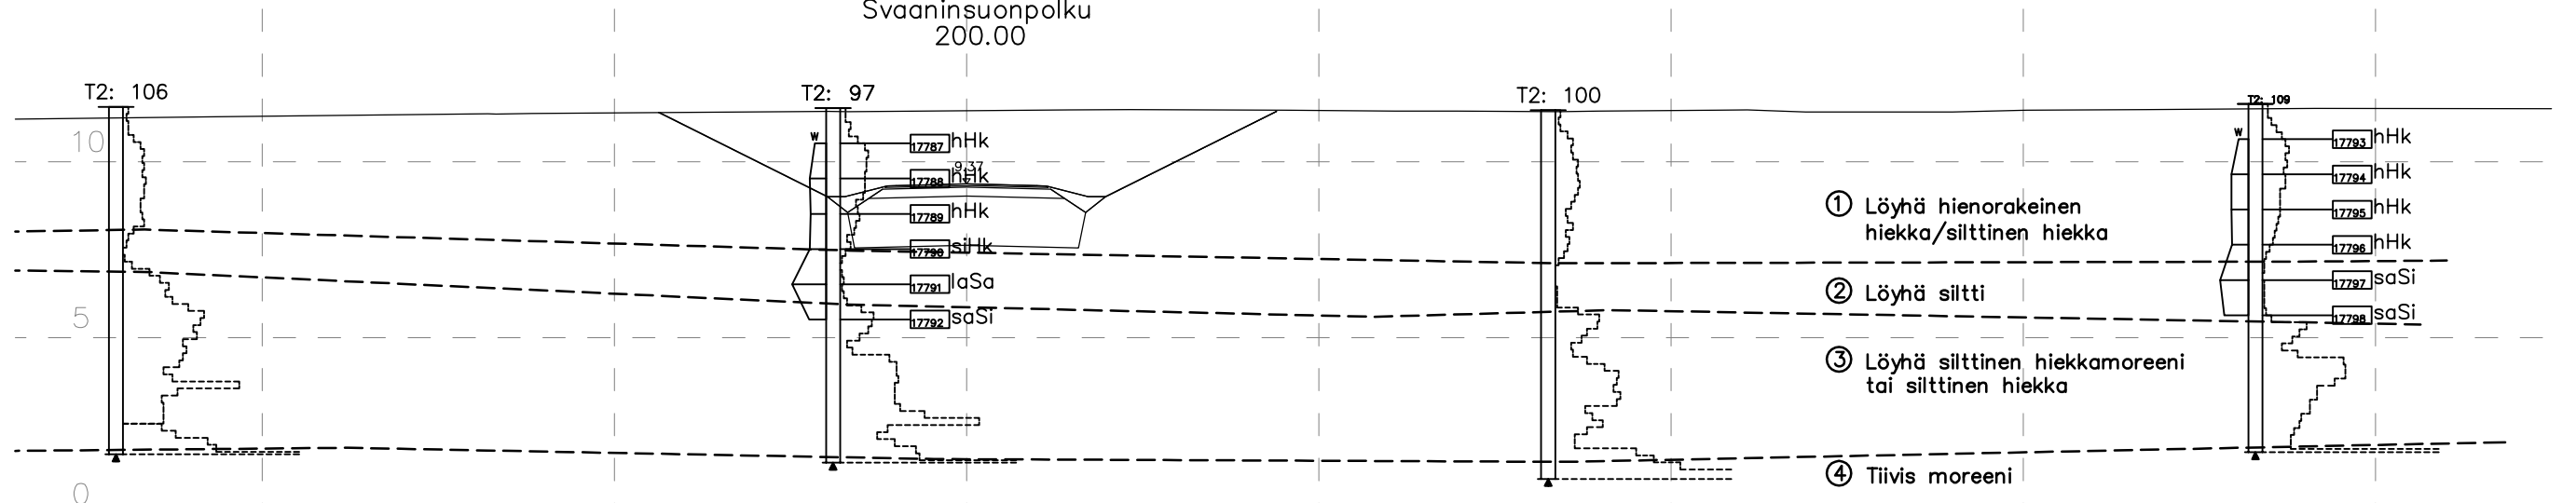 Svaaninsuonpolku
200.00
T2: 106
T2: 97
T2: 100
T2: 109
10
5
0
W
17787 hHk
9.37
17788 hHk
17789 hHk
17790 siHk
17791 laSa
17792 saSi
W
17793 hHk
17794 hHk
17795 hHk
17796 hHk
17797 saSi
17798 saSi
1 Löyhä hienorakeinen
hiekka/silttinen hiekka
2 Löyhä siltti
3 Löyhä silttinen hiekkamoreeni
tai silttinen hiekka
4 Tiivis moreeni